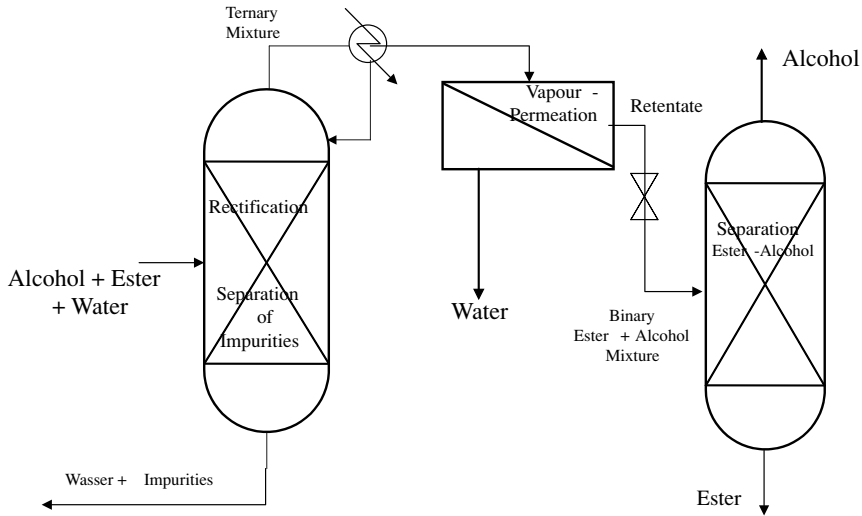 Ternary
Mixture
Alcohol
Vapour -
Permeation
Retentate
Rectification
Separation
Ester -Alcohol
Alcohol + Ester
+ Water
Separation
of
Impurities
Water
Binary
Ester + Alcohol
Mixture
Wasser + Impurities
Ester